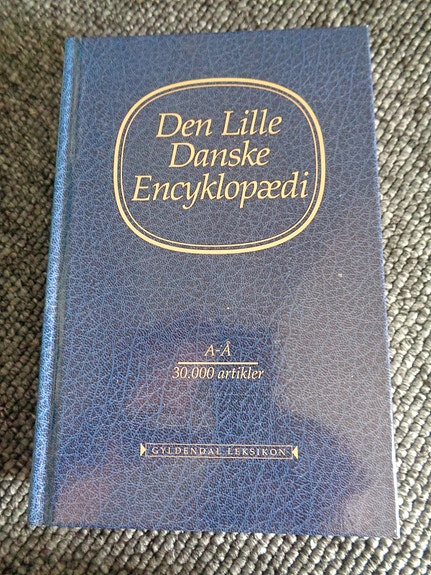 Den Lille
Danske
Encyklopædi
A-Å
30.000 artikler
GYLDENDAL LEKSIKON